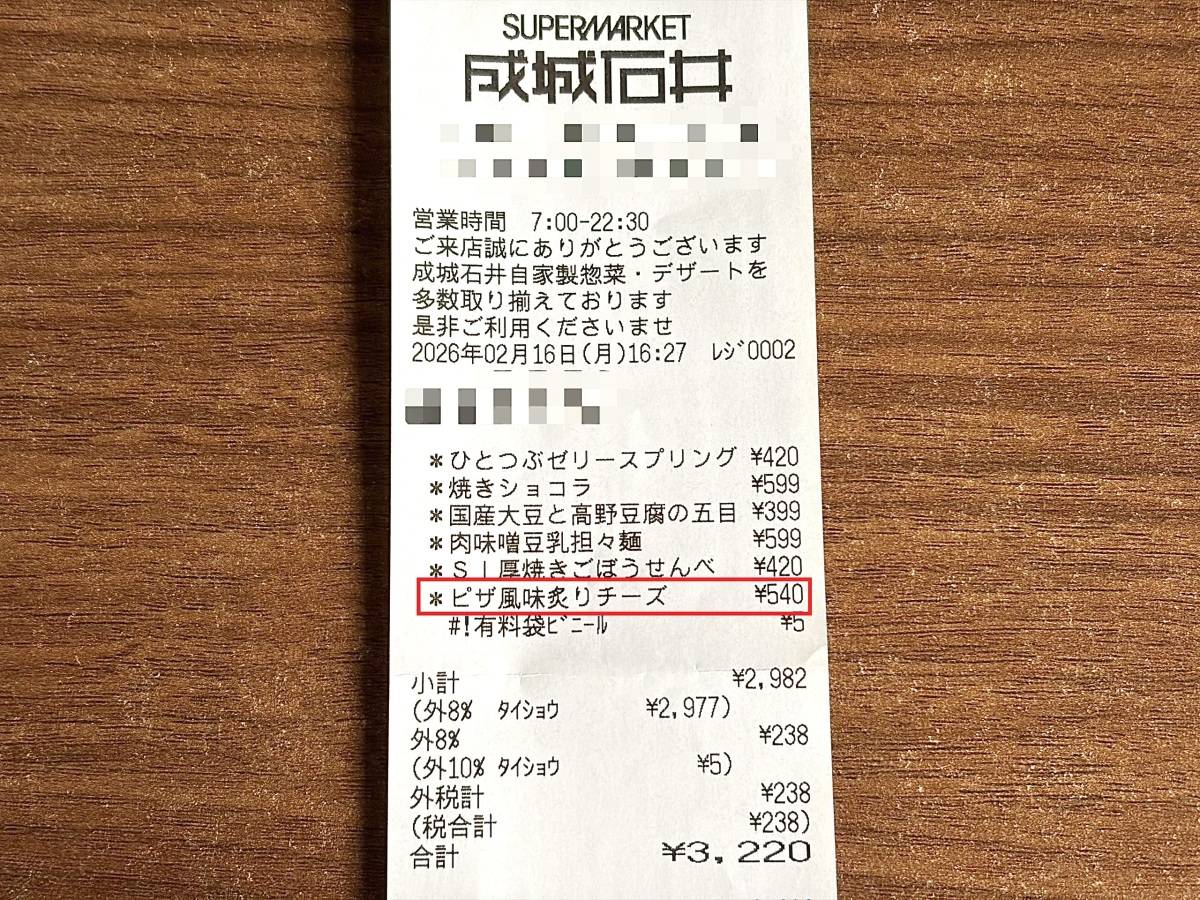 SUPERMARKET
成城石井
営業時間 7:00-22:30
ご来店誠にありがとうございます
成城石井自家製惣菜・デザートを
多数取り揃えております
是非ご利用くださいませ
2026年02月16日(月)16:27 ﾚｼﾞ0002
*ひとつぶゼリースプリング ¥420
*焼きショコラ ¥599
*国産大豆と高野豆腐の五目 ¥399
*肉味噌豆乳担々麺 ¥599
*ＳＩ厚焼きごぼうせんべ ¥420
*ピザ風味炙りチーズ ¥540
#!有料袋ﾋﾞﾆｰﾙ ¥5
小計 ¥2,982
(外8% ﾀｲｼｮｳ ¥2,977)
外8% ¥238
(外10% ﾀｲｼｮｳ ¥5)
外税計 ¥238
(税合計 ¥238)
合計 ¥3,220